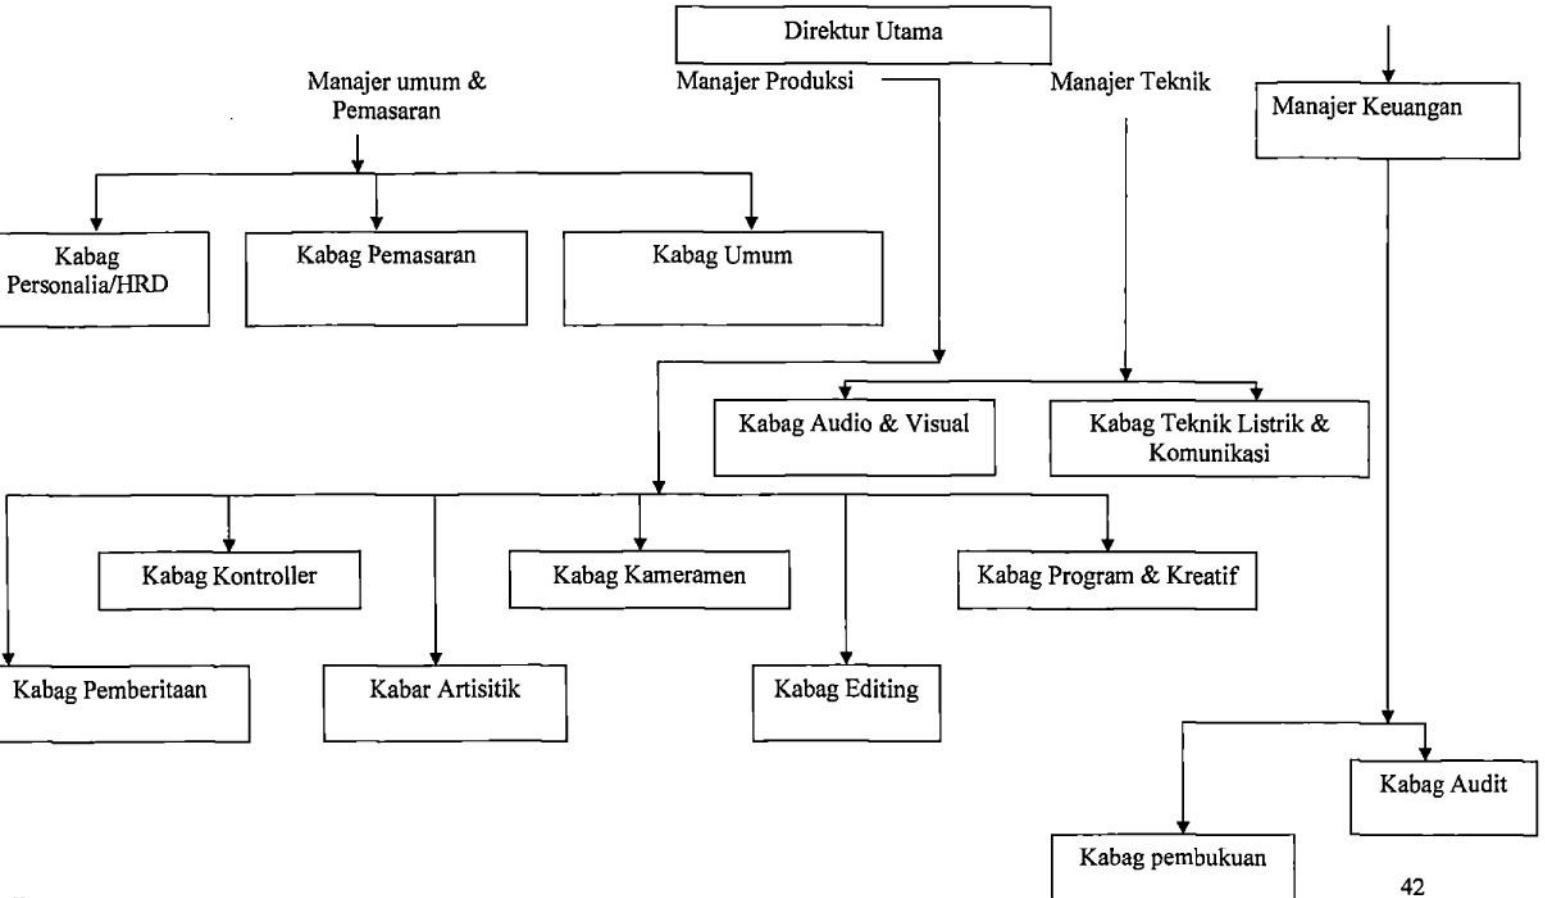 Direktur Utama
Manajer umum &
Pemasaran
Manajer Produksi
Manajer Teknik
Manajer Keuangan
Kabag
Personalia/HRD
Kabag Pemasaran
Kabag Umum
Kabag Audio & Visual
Kabag Teknik Listrik &
Komunikasi
Kabag Kontroller
Kabag Kameramen
Kabag Program & Kreatif
Kabag Pemberitaan
Kabar Artisitik
Kabag Editing
Kabag Audit
Kabag pembukuan
42